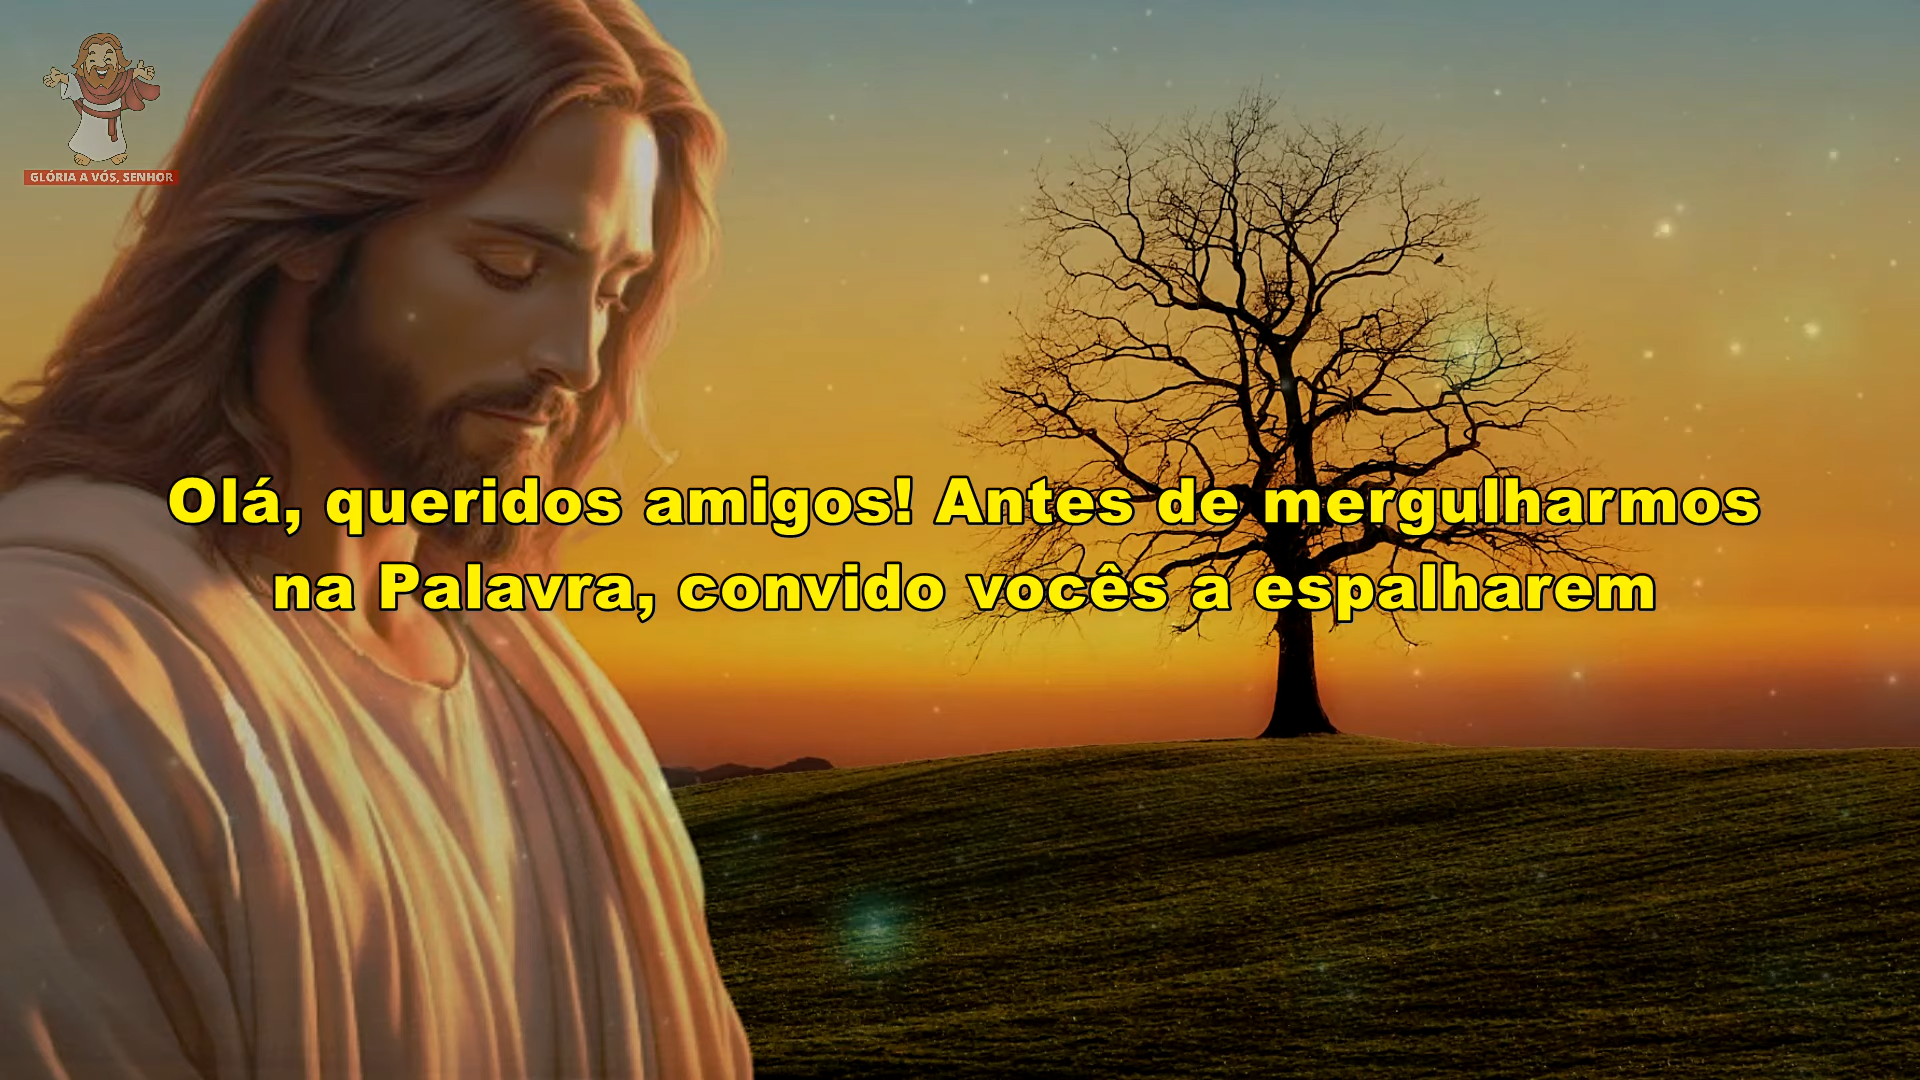 GLÓRIA A VÓS, SENHOR
Olá, queridos amigos! Antes de mergulharmos
na Palavra, convido vocês a espalharem